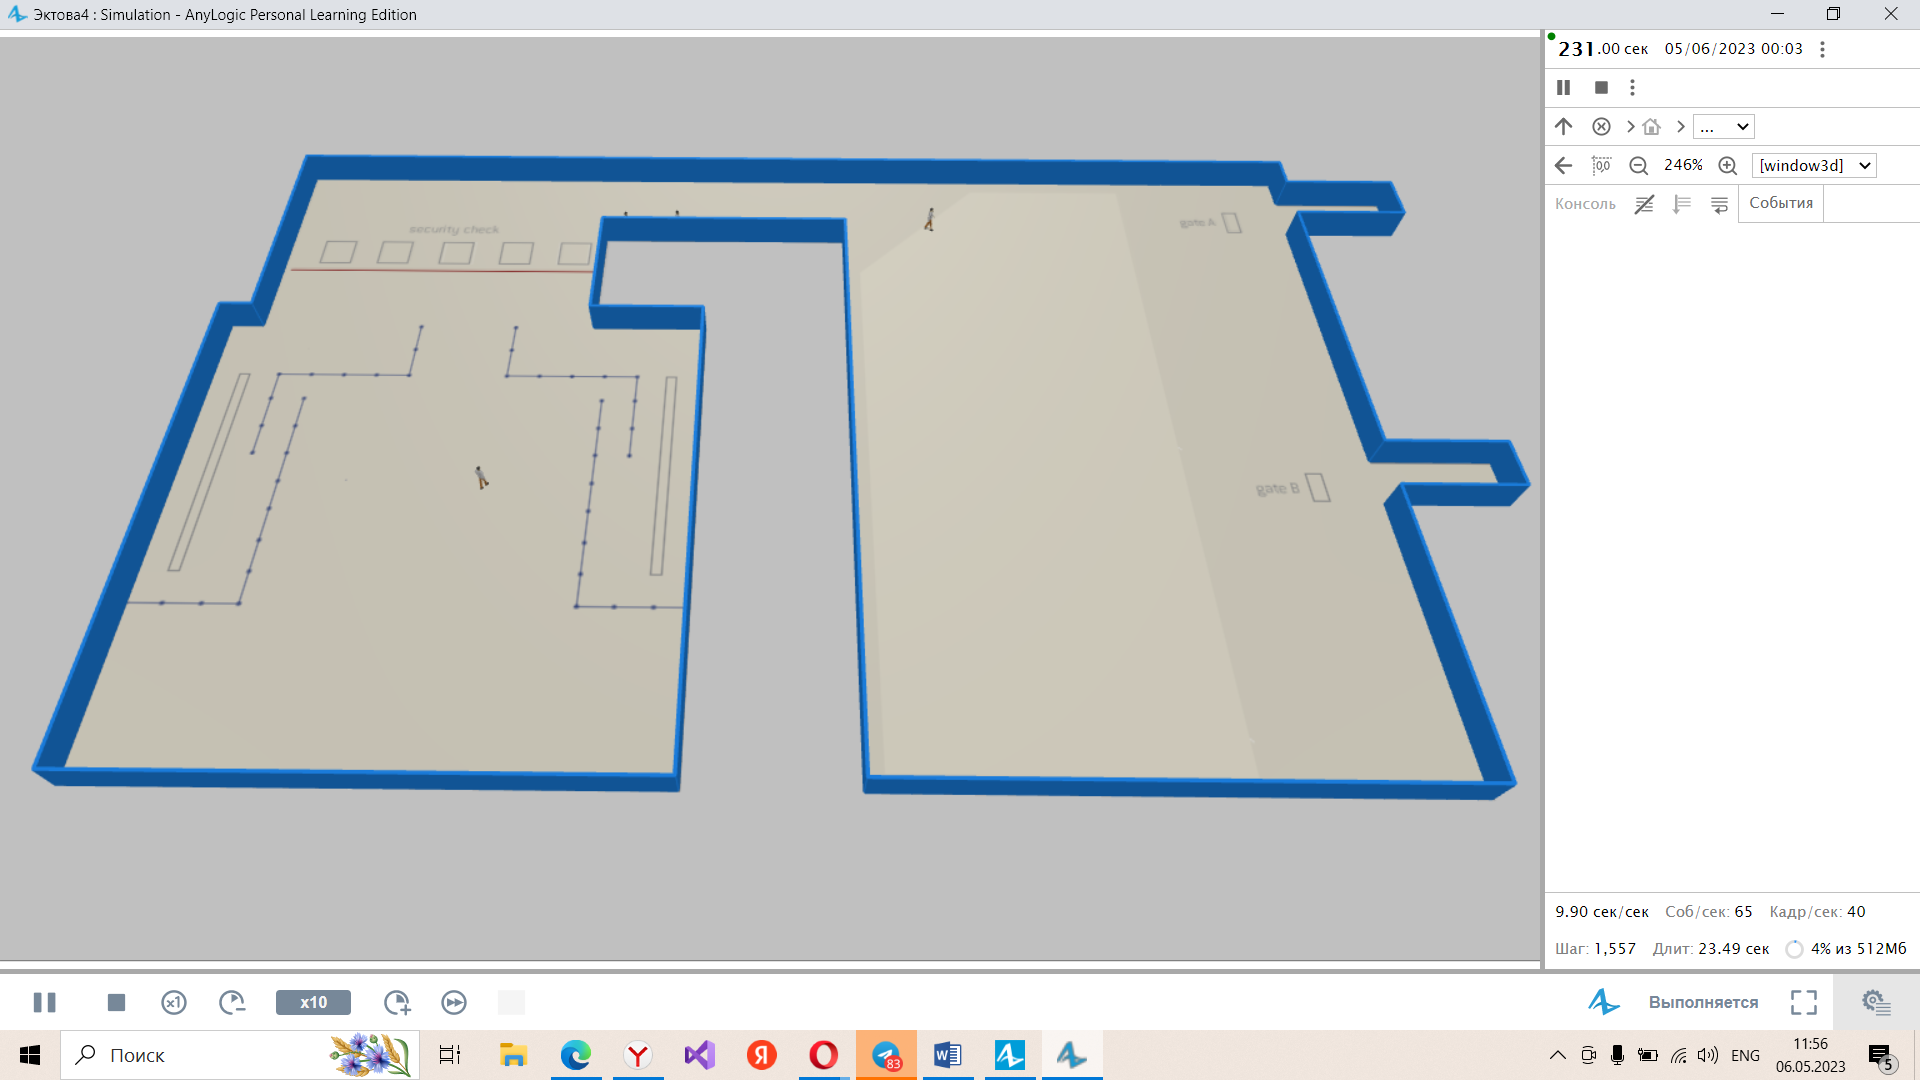 Эктова4 : Simulation - AnyLogic Personal Learning Edition
231.00 сек 05/06/2023 00:03
...
246% [window3d]
Консоль События
security check
gate A
gate B
9.90 сек/сек Соб/сек: 65 Кадр/сек: 40
Шаг: 1,557 Длит: 23.49 сек 4% из 512Мб
x1 x10 Выполняется
Поиск
83
ENG
11:56
06.05.2023
5